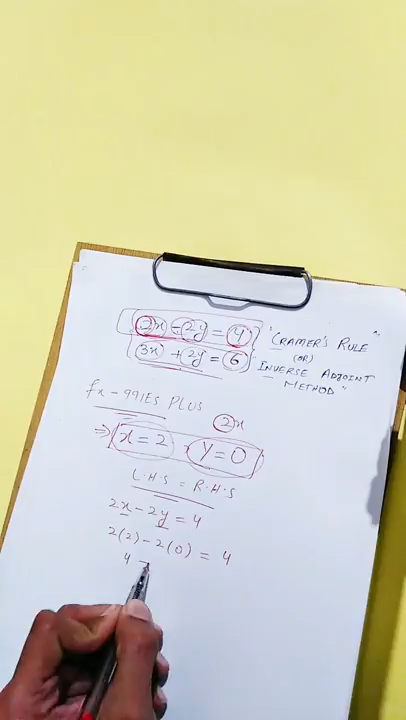 2x - 2y = 4
3x + 2y = 6
"CRAMER'S RULE"
(OR)
INVERSE ADJOINT
METHOD"
fx - 991ES PLUS
2x
⇒ x = 2, y = 0
L.H.S = R.H.S
2x - 2y = 4
2(2) - 2(0) = 4
4 -